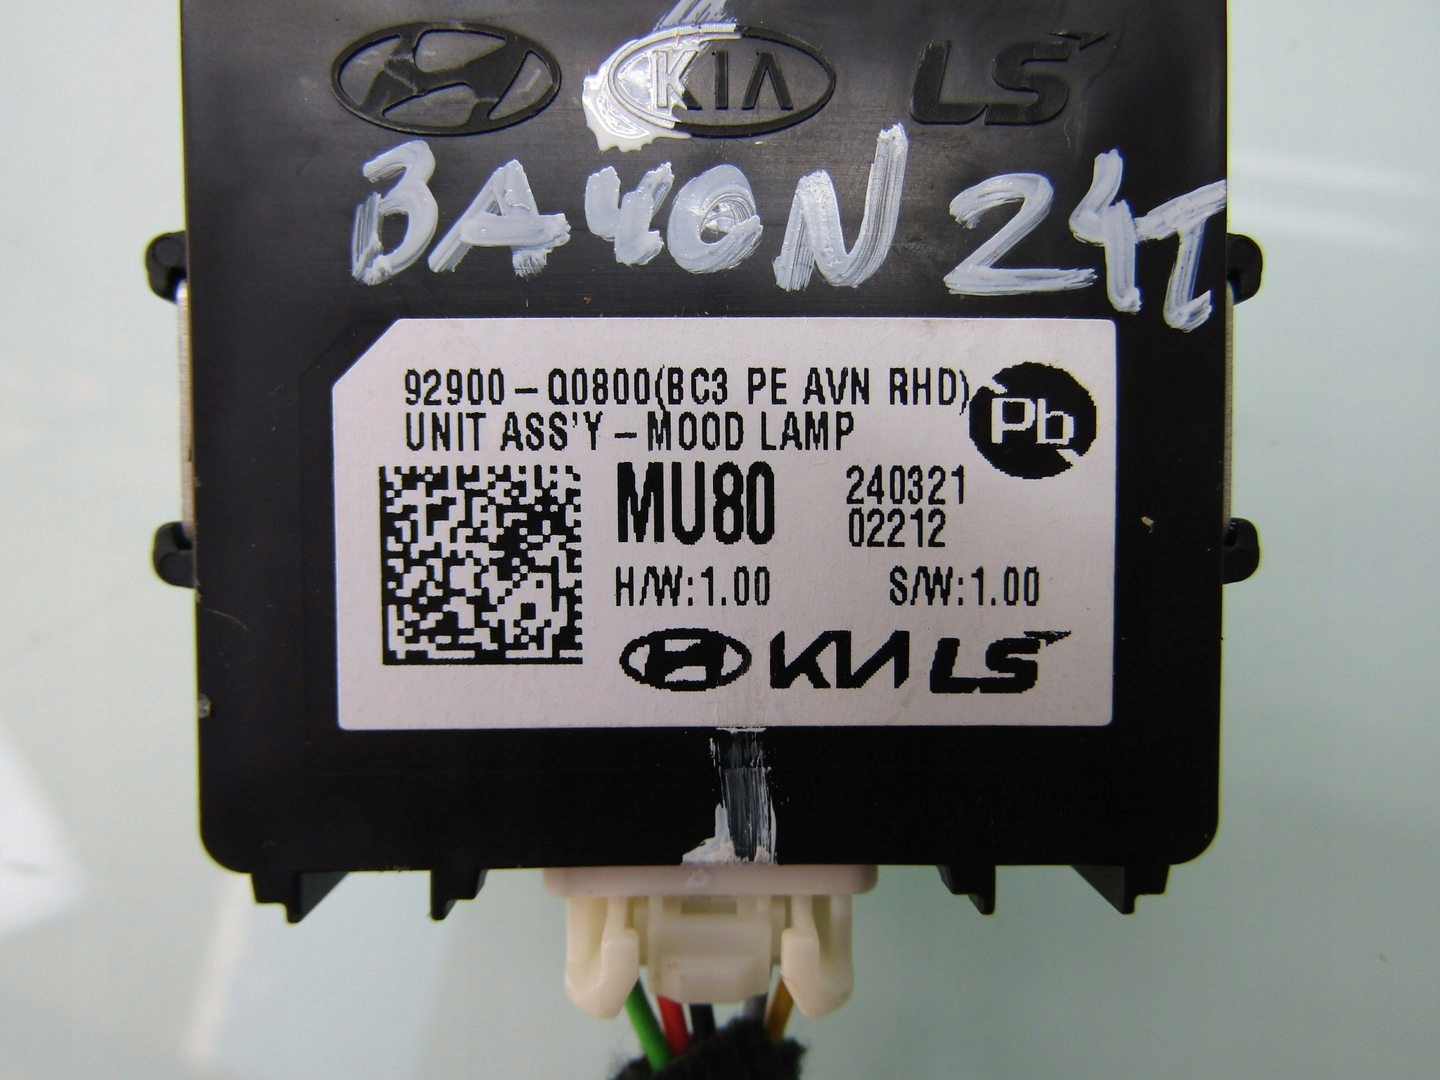 KIA LS
BAYON 24r
92900-Q0800(BC3 PE AVN RHD)
UNIT ASS'Y-MOOD LAMP
Pb
MU80
240321
02212
H/W:1.00 S/W:1.00
KIA LS